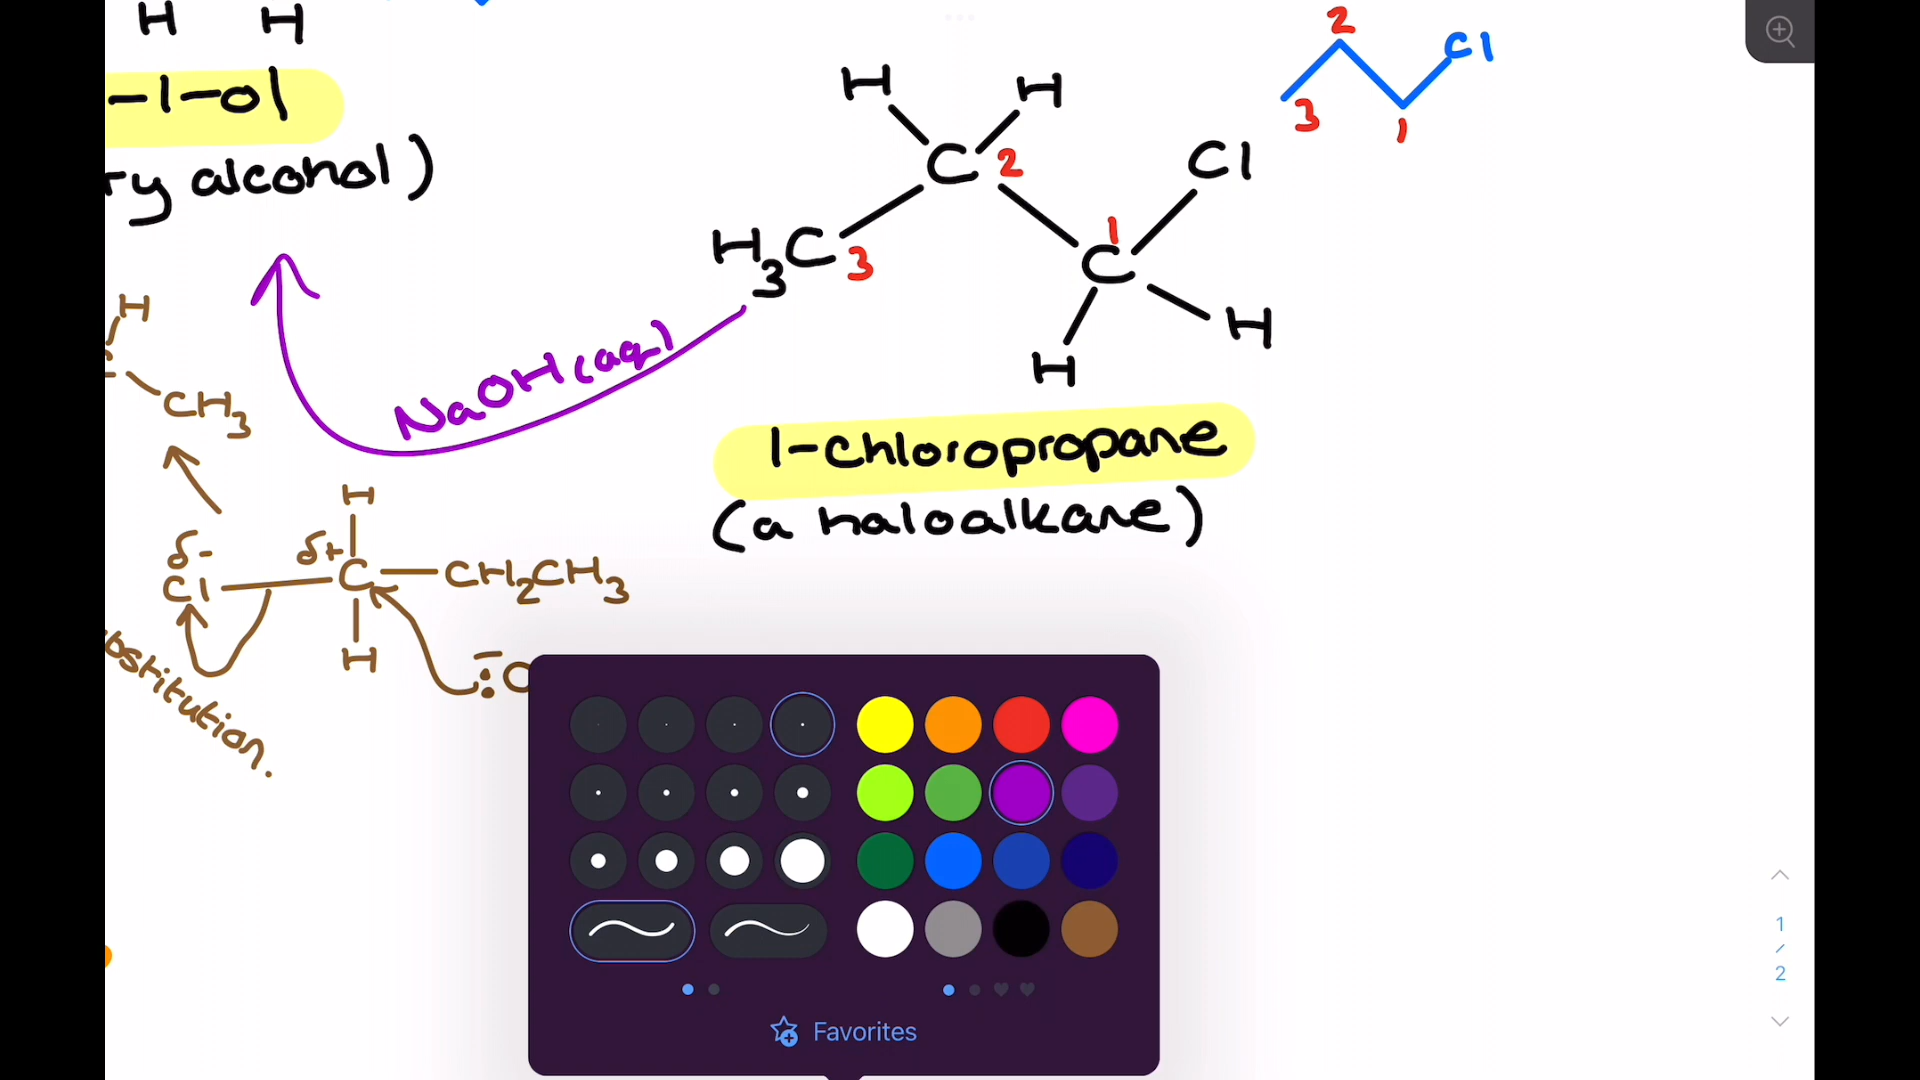 H H
-1-ol
ry alcohol)
H H
C 2
Cl
H₃C 3
1
C
H
H
2
Cl
3
1
NaOH(aq)
1-chloropropane
(a haloalkane)
H
CH₃
H
δ- δ+
Cl C CH₂CH₃
H
-
:O
bstitution.
Favorites
1
/
2